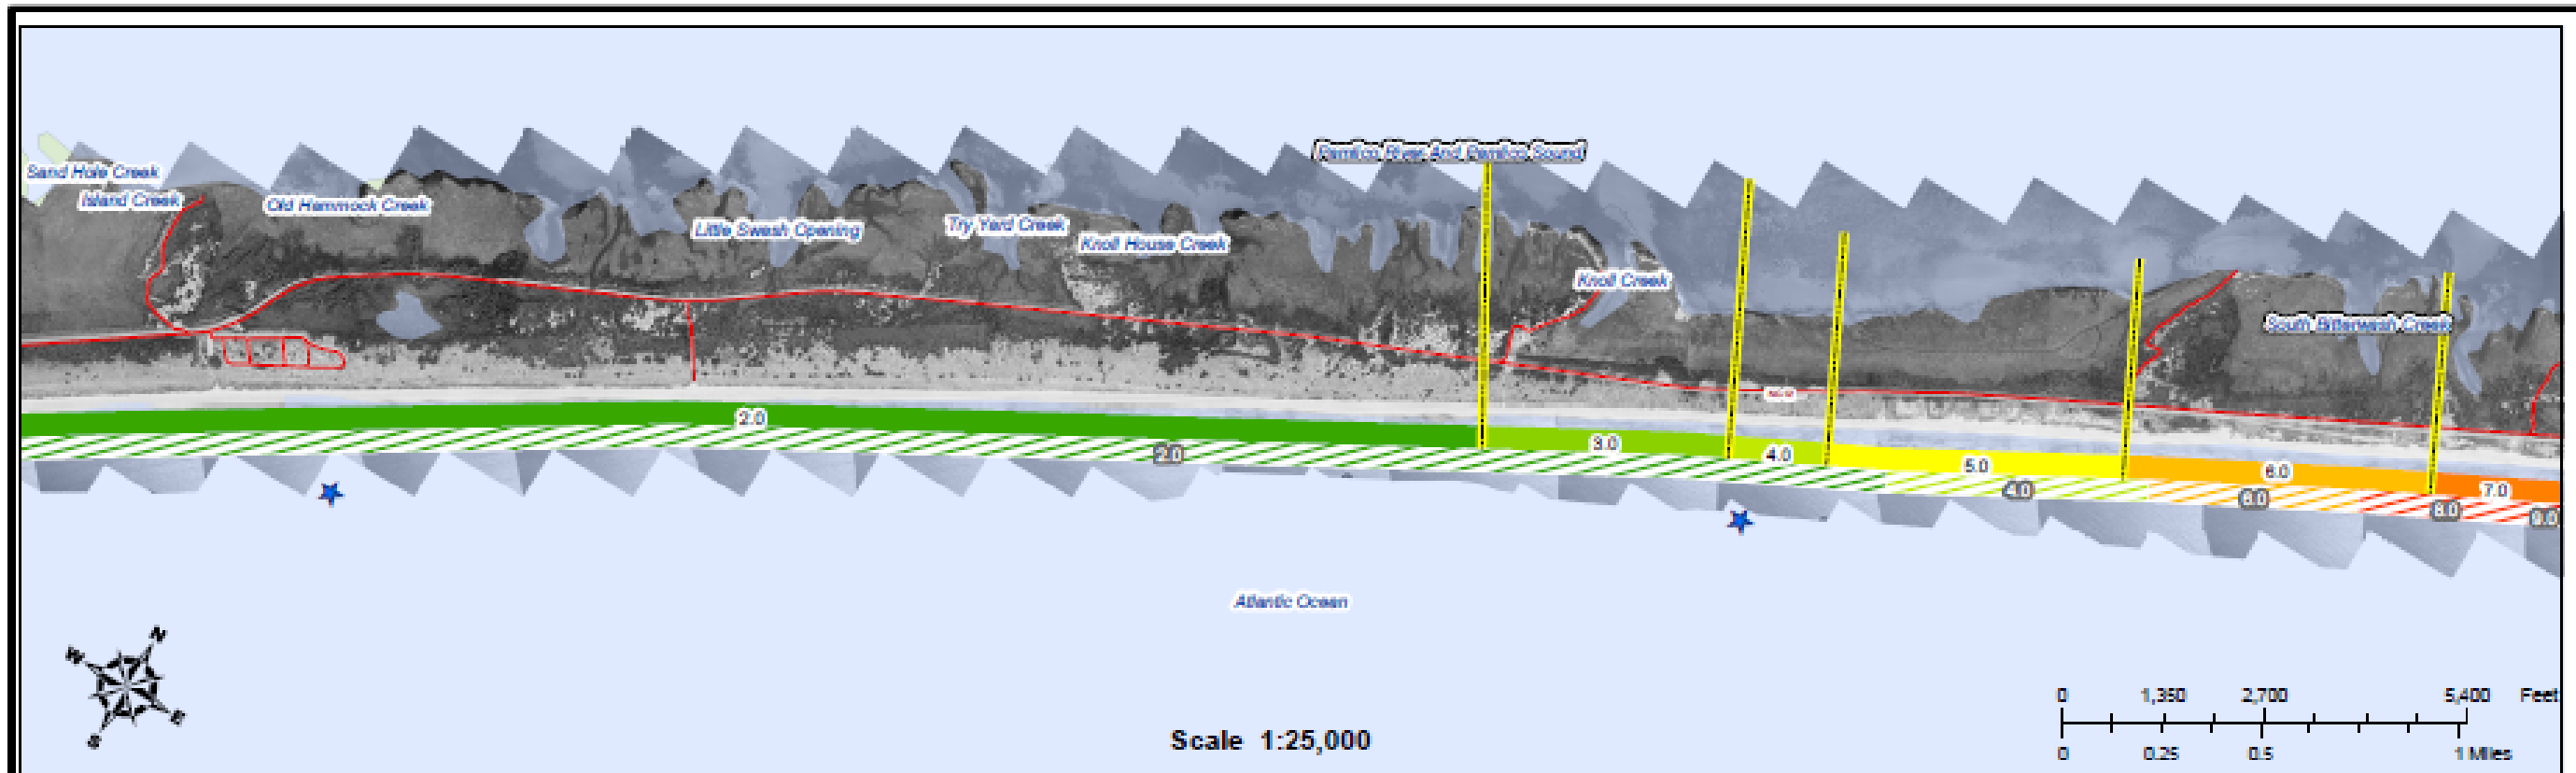 Pamlico River And Pamlico Sound
Sand Hole Creek
Island Creek
Old Hammock Creek
Little Swash Opening
Try Yard Creek
Knoll House Creek
Knoll Creek
South Bitterwash Creek
2.0
3.0
4.0
5.0
6.0
7.0
2.0
4.0
6.0
8.0
9.0
Atlantic Ocean
N
W
E
S
Scale 1:25,000
0 1,350 2,700 5,400 Feet
0 0.25 0.5 1 Miles